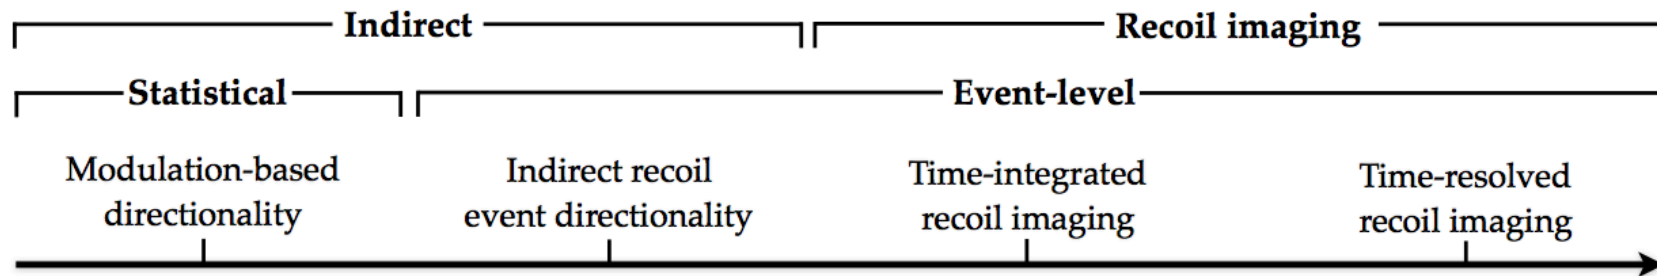 Indirect
Recoil imaging
Statistical
Event-level
Modulation-based
directionality
Indirect recoil
event directionality
Time-integrated
recoil imaging
Time-resolved
recoil imaging